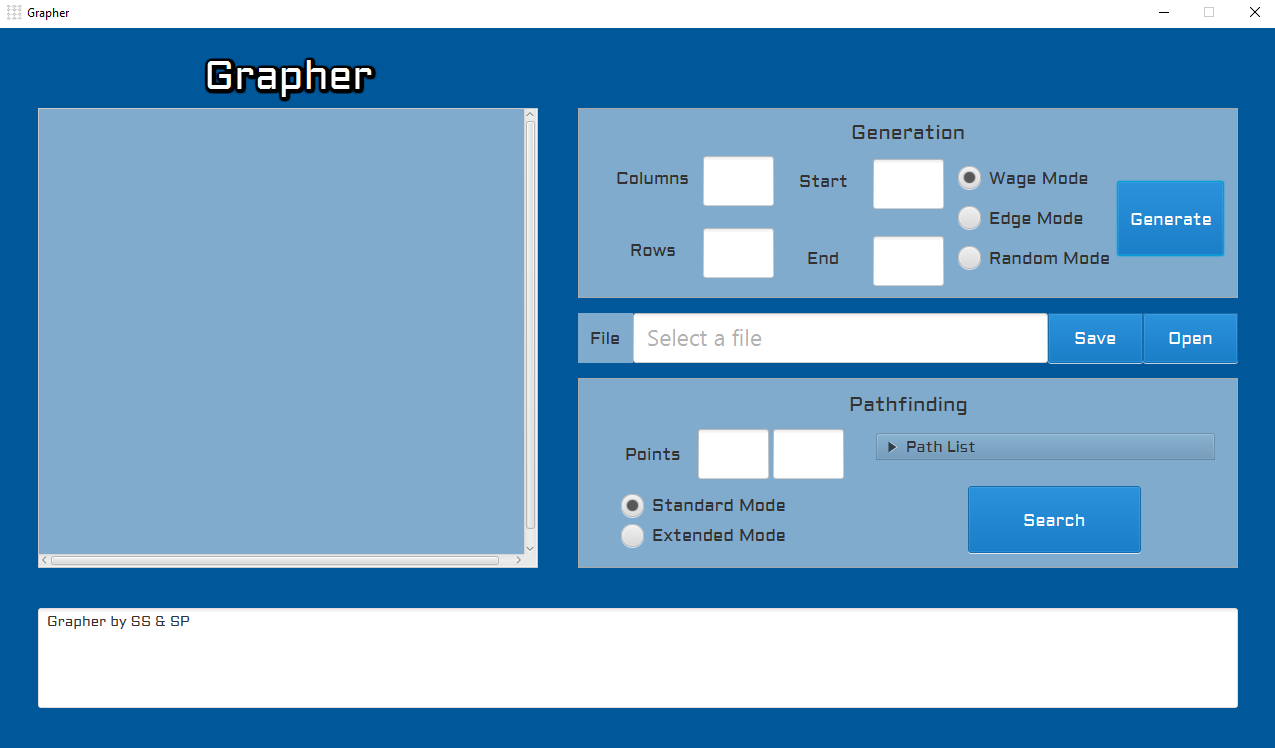 Grapher
Grapher
Generation
Columns
Start
Wage Mode
Edge Mode
Generate
Rows
End
Random Mode
File
Select a file
Save
Open
Pathfinding
Points
Path List
Standard Mode
Extended Mode
Search
Grapher by SS & SP